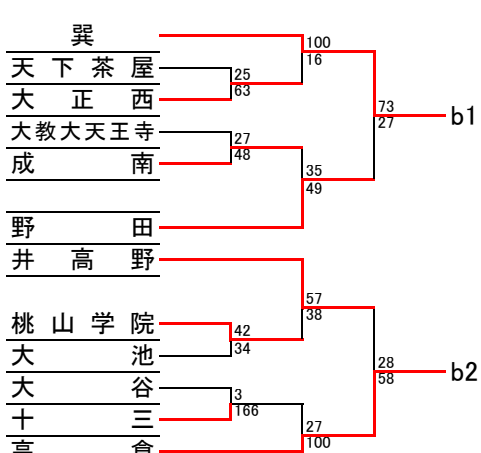 巽
天下茶屋
大正西
大教大天王寺
成南
野田
井高野
桃山学院
大池
大谷
十三
高倉
25
63
27
48
42
34
3
166
100
16
35
49
57
38
27
100
73
27
28
58
b1
b2